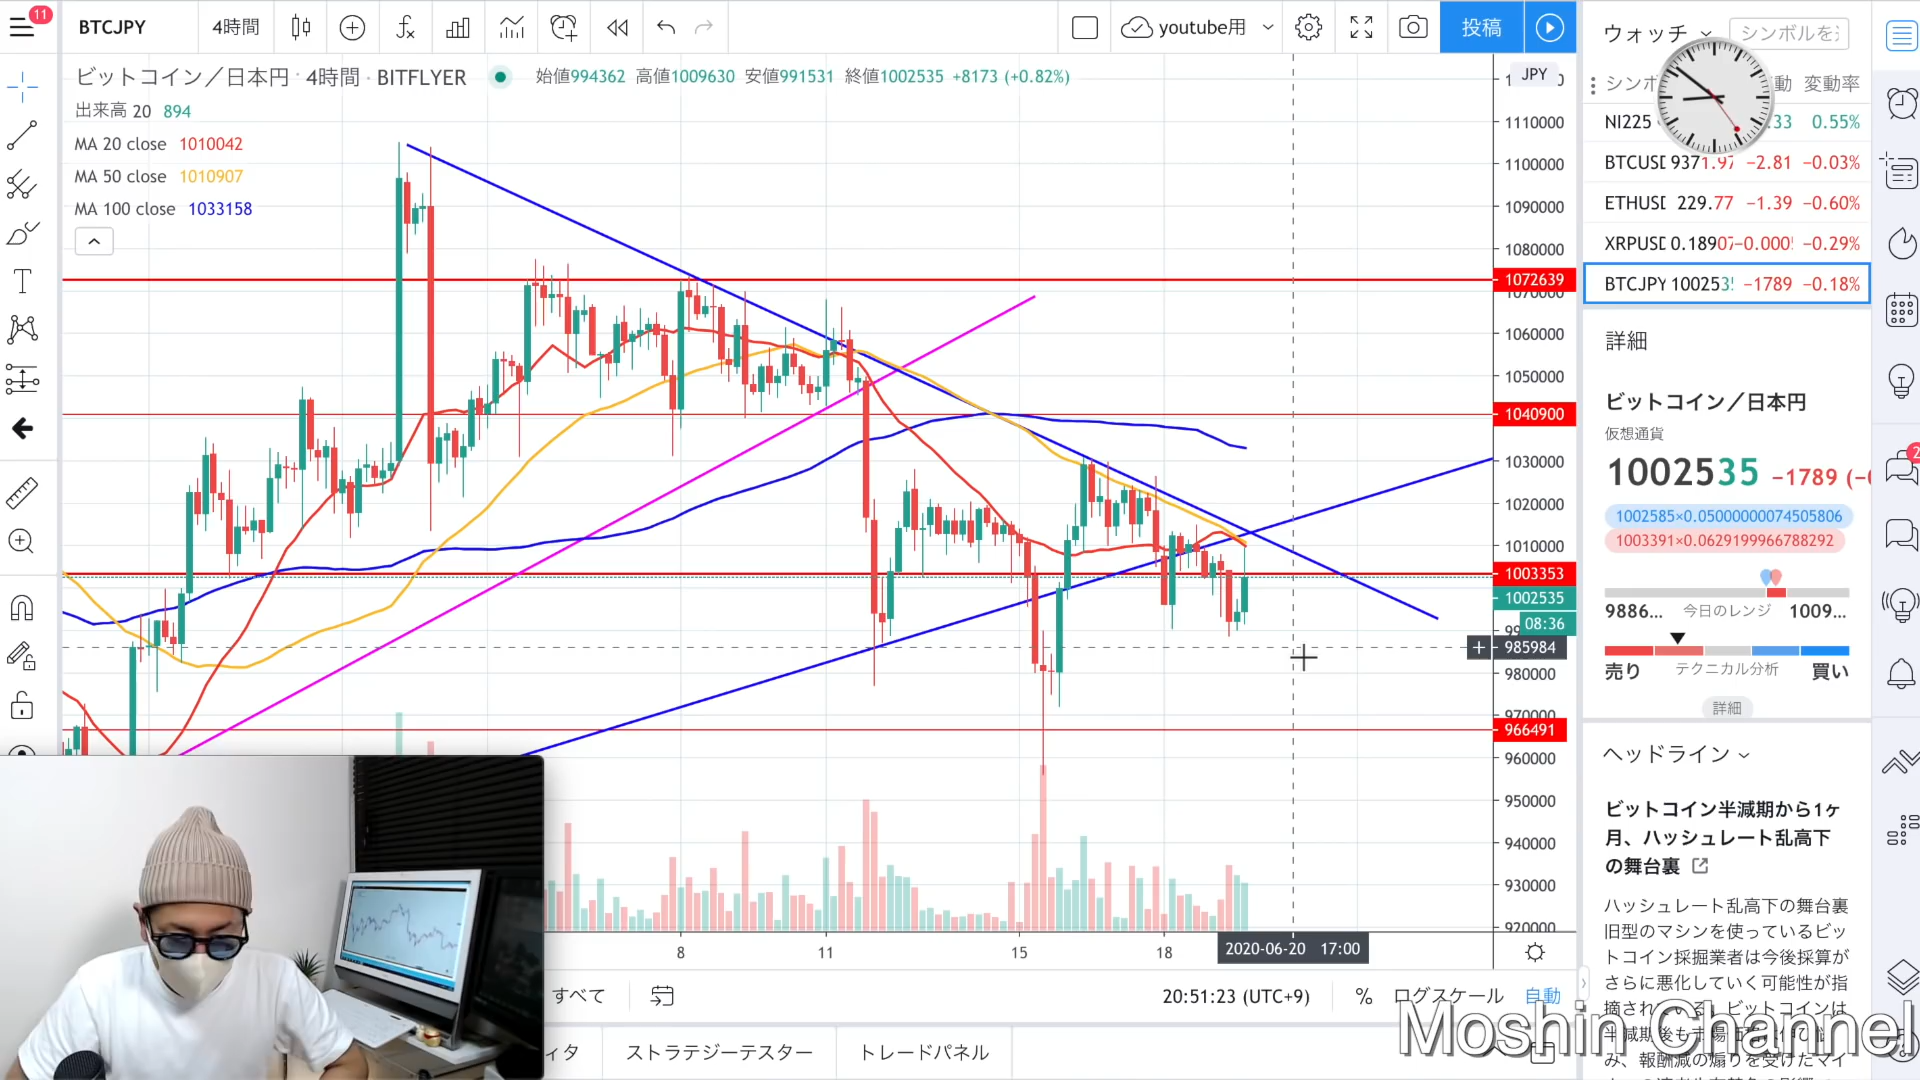 11
BTCJPY
4時間
youtube用
投稿
ビットコイン／日本円 · 4時間 · BITFLYER
始値994362 高値1009630 安値991531 終値1002535 +8173 (+0.82%)
出来高 20 894
MA 20 close 1010042
MA 50 close 1010907
MA 100 close 1033158
JPY
1110000
1100000
1090000
1080000
1072639
1070000
1060000
1050000
1040900
1030000
1020000
1010000
1003353
1002535
08:36
985984
980000
970000
966491
960000
950000
940000
930000
920000
8
11
15
18
2020-06-20 17:00
すべて
20:51:23 (UTC+9)
%
ログスケール
自動
ストラテジーテスター
トレードパネル
ウォッチ
変動率
NI225
0.55%
BTCUSD 9371.97 −2.81 −0.03%
ETHUSD 229.77 −1.39 −0.60%
XRPUSD 0.18907 −0.29%
BTCJPY 1002535 −1789 −0.18%
詳細
ビットコイン／日本円
仮想通貨
1002535 −1789
1002585×0.05000000074505806
1003391×0.0629199966788292
9886...
今日のレンジ
1009...
売り
テクニカル分析
買い
詳細
ヘッドライン
ビットコイン半減期から1ヶ
月、ハッシュレート乱高下
の舞台裏
ハッシュレート乱高下の舞台裏
旧型のマシンを使っているビッ
トコイン採掘業者は今後採算が
さらに悪化していく可能性が指
Moshin Channel